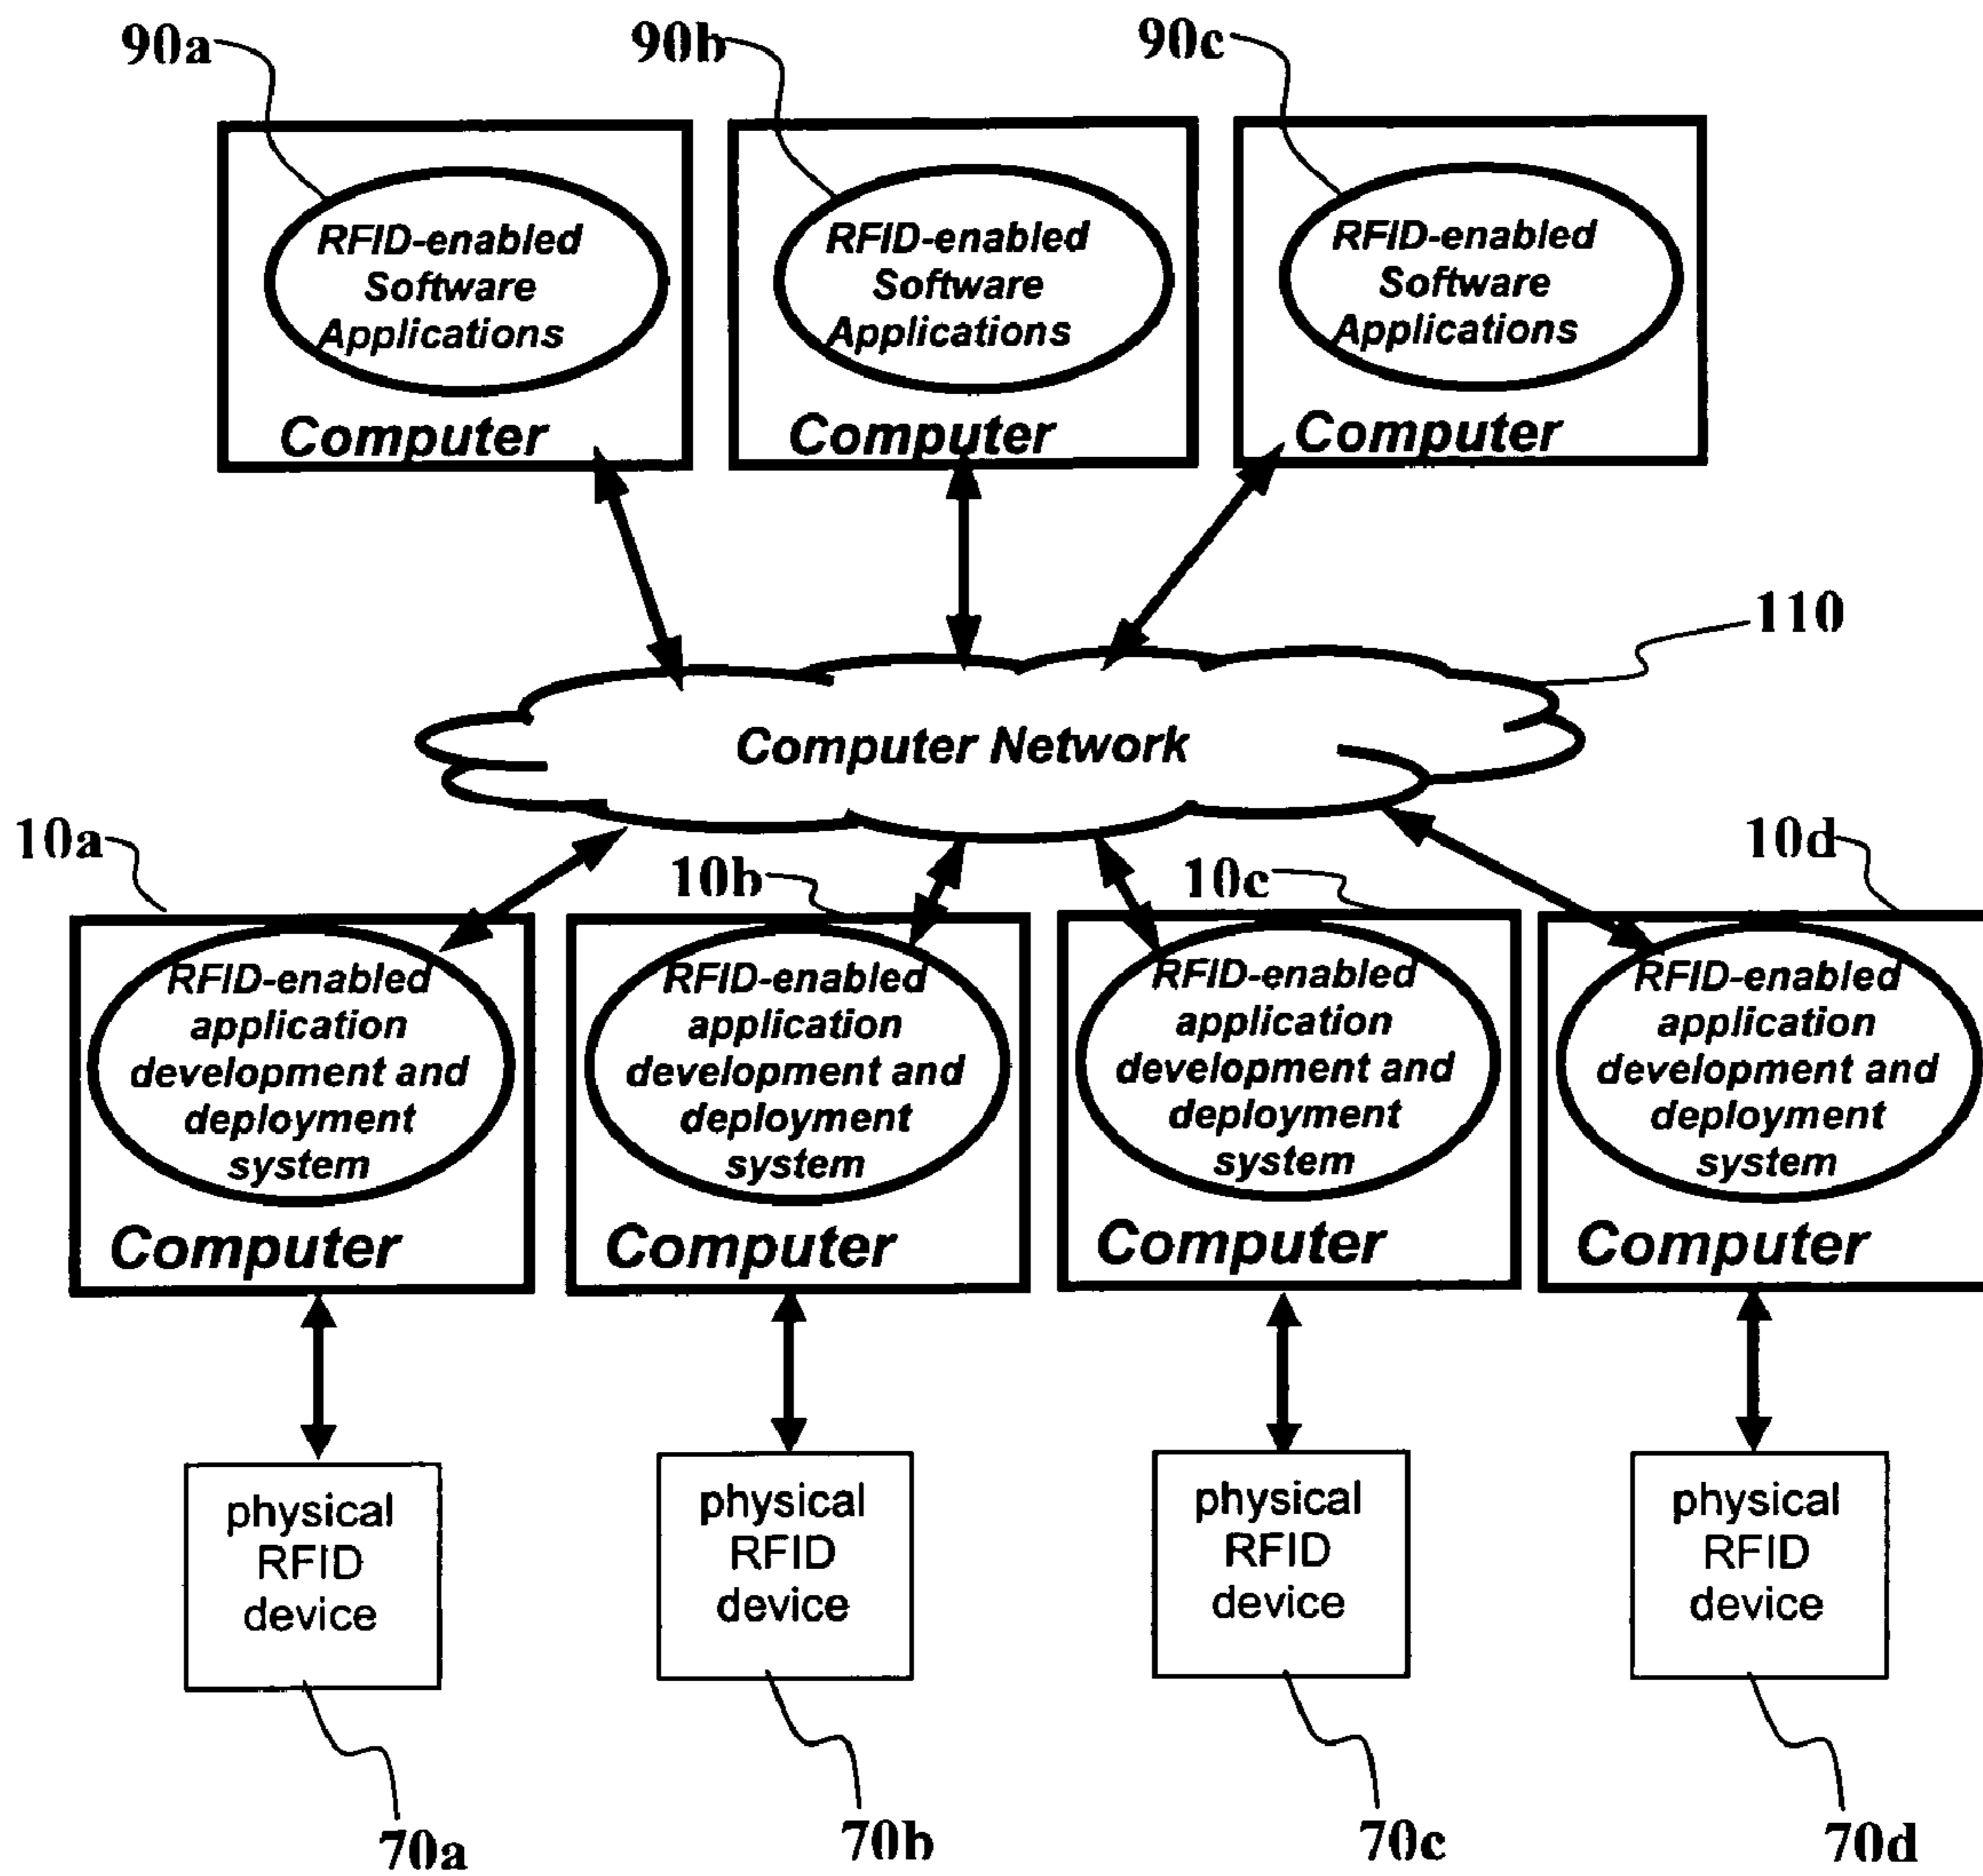 90a
90b
90c
RFID-enabled
Software
Applications
Computer
RFID-enabled
Software
Applications
Computer
RFID-enabled
Software
Applications
Computer
110
Computer Network
10a
10b
10c
10d
RFID-enabled
application
development and
deployment
system
Computer
RFID-enabled
application
development and
deployment
system
Computer
RFID-enabled
application
development and
deployment
system
Computer
RFID-enabled
application
development and
deployment
system
Computer
physical
RFID
device
physical
RFID
device
physical
RFID
device
physical
RFID
device
70a
70b
70c
70d